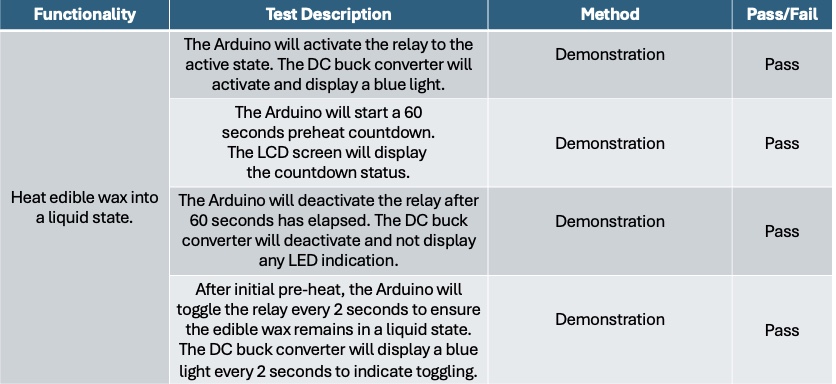 Functionality
Test Description
Method
Pass/Fail
Heat edible wax into
a liquid state.
The Arduino will activate the relay to the
active state. The DC buck converter will
activate and display a blue light.
Demonstration
Pass
The Arduino will start a 60
seconds preheat countdown.
The LCD screen will display
the countdown status.
Demonstration
Pass
The Arduino will deactivate the relay after
60 seconds has elapsed. The DC buck
converter will deactivate and not display
any LED indication.
Demonstration
Pass
After initial pre-heat, the Arduino will
toggle the relay every 2 seconds to ensure
the edible wax remains in a liquid state.
The DC buck converter will display a blue
light every 2 seconds to indicate toggling.
Demonstration
Pass